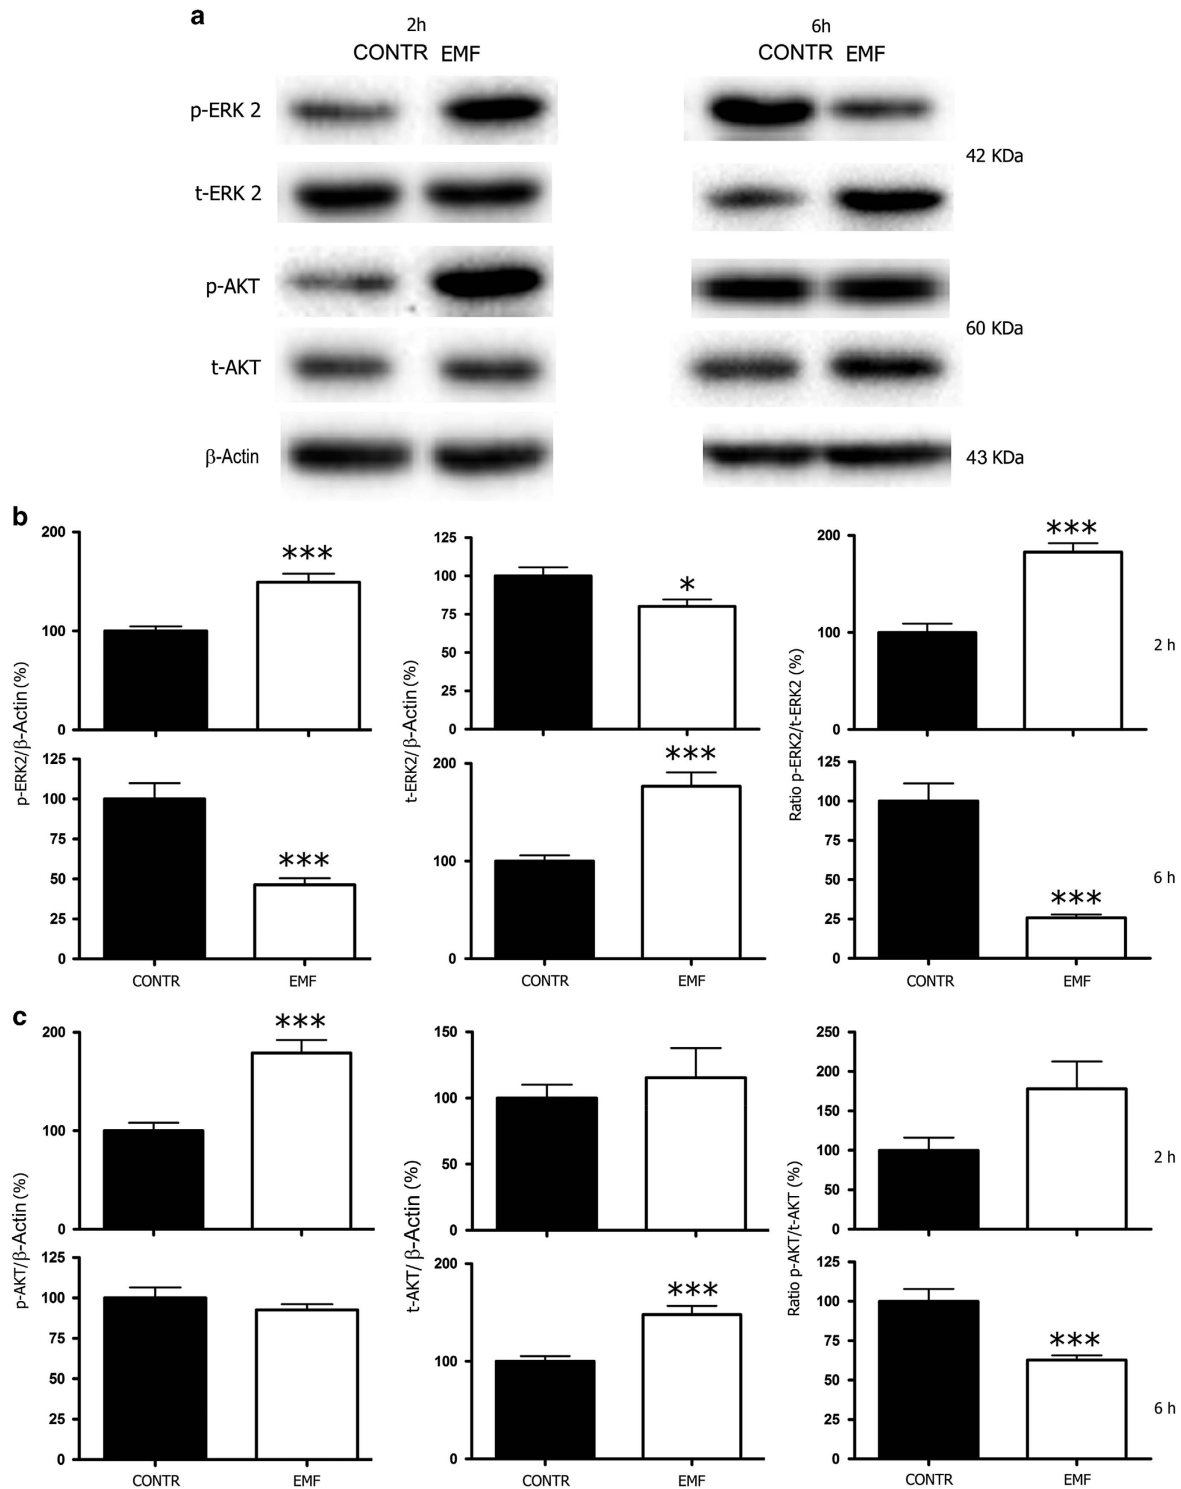 a
2h
6h
CONTR EMF
CONTR EMF
p-ERK 2
42 KDa
t-ERK 2
p-AKT
60 KDa
t-AKT
β-Actin
43 KDa
b
p-ERK2/β-Actin (%)
200
100
0
***
125
100
75
50
25
0
***
CONTR EMF
t-ERK2/β-Actin (%)
125
100
75
50
25
0
*
200
100
0
***
CONTR EMF
Ratio p-ERK2/t-ERK2 (%)
200
100
0
***
2 h
125
100
75
50
25
0
***
6 h
CONTR EMF
c
p-AKT/β-Actin (%)
200
100
0
***
125
100
75
50
25
0
CONTR EMF
t-AKT/β-Actin (%)
150
100
50
0
200
100
0
***
CONTR EMF
Ratio p-AKT/t-AKT (%)
250
200
150
100
50
0
2 h
125
100
75
50
25
0
***
6 h
CONTR EMF